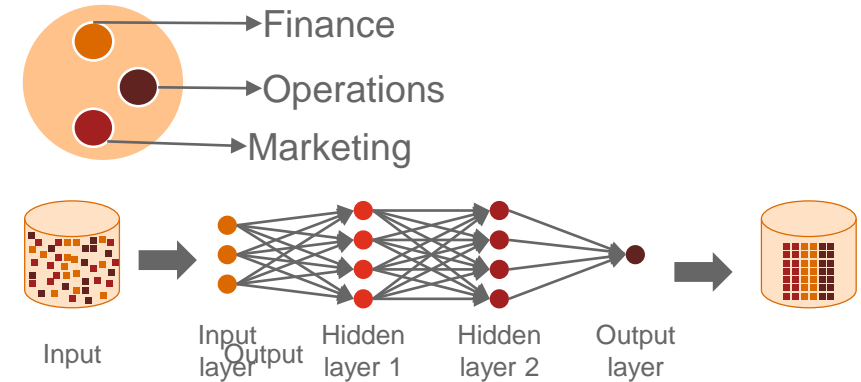 Finance
Operations
Marketing
Input
Input
layer
Output
Hidden
layer 1
Hidden
layer 2
Output
layer